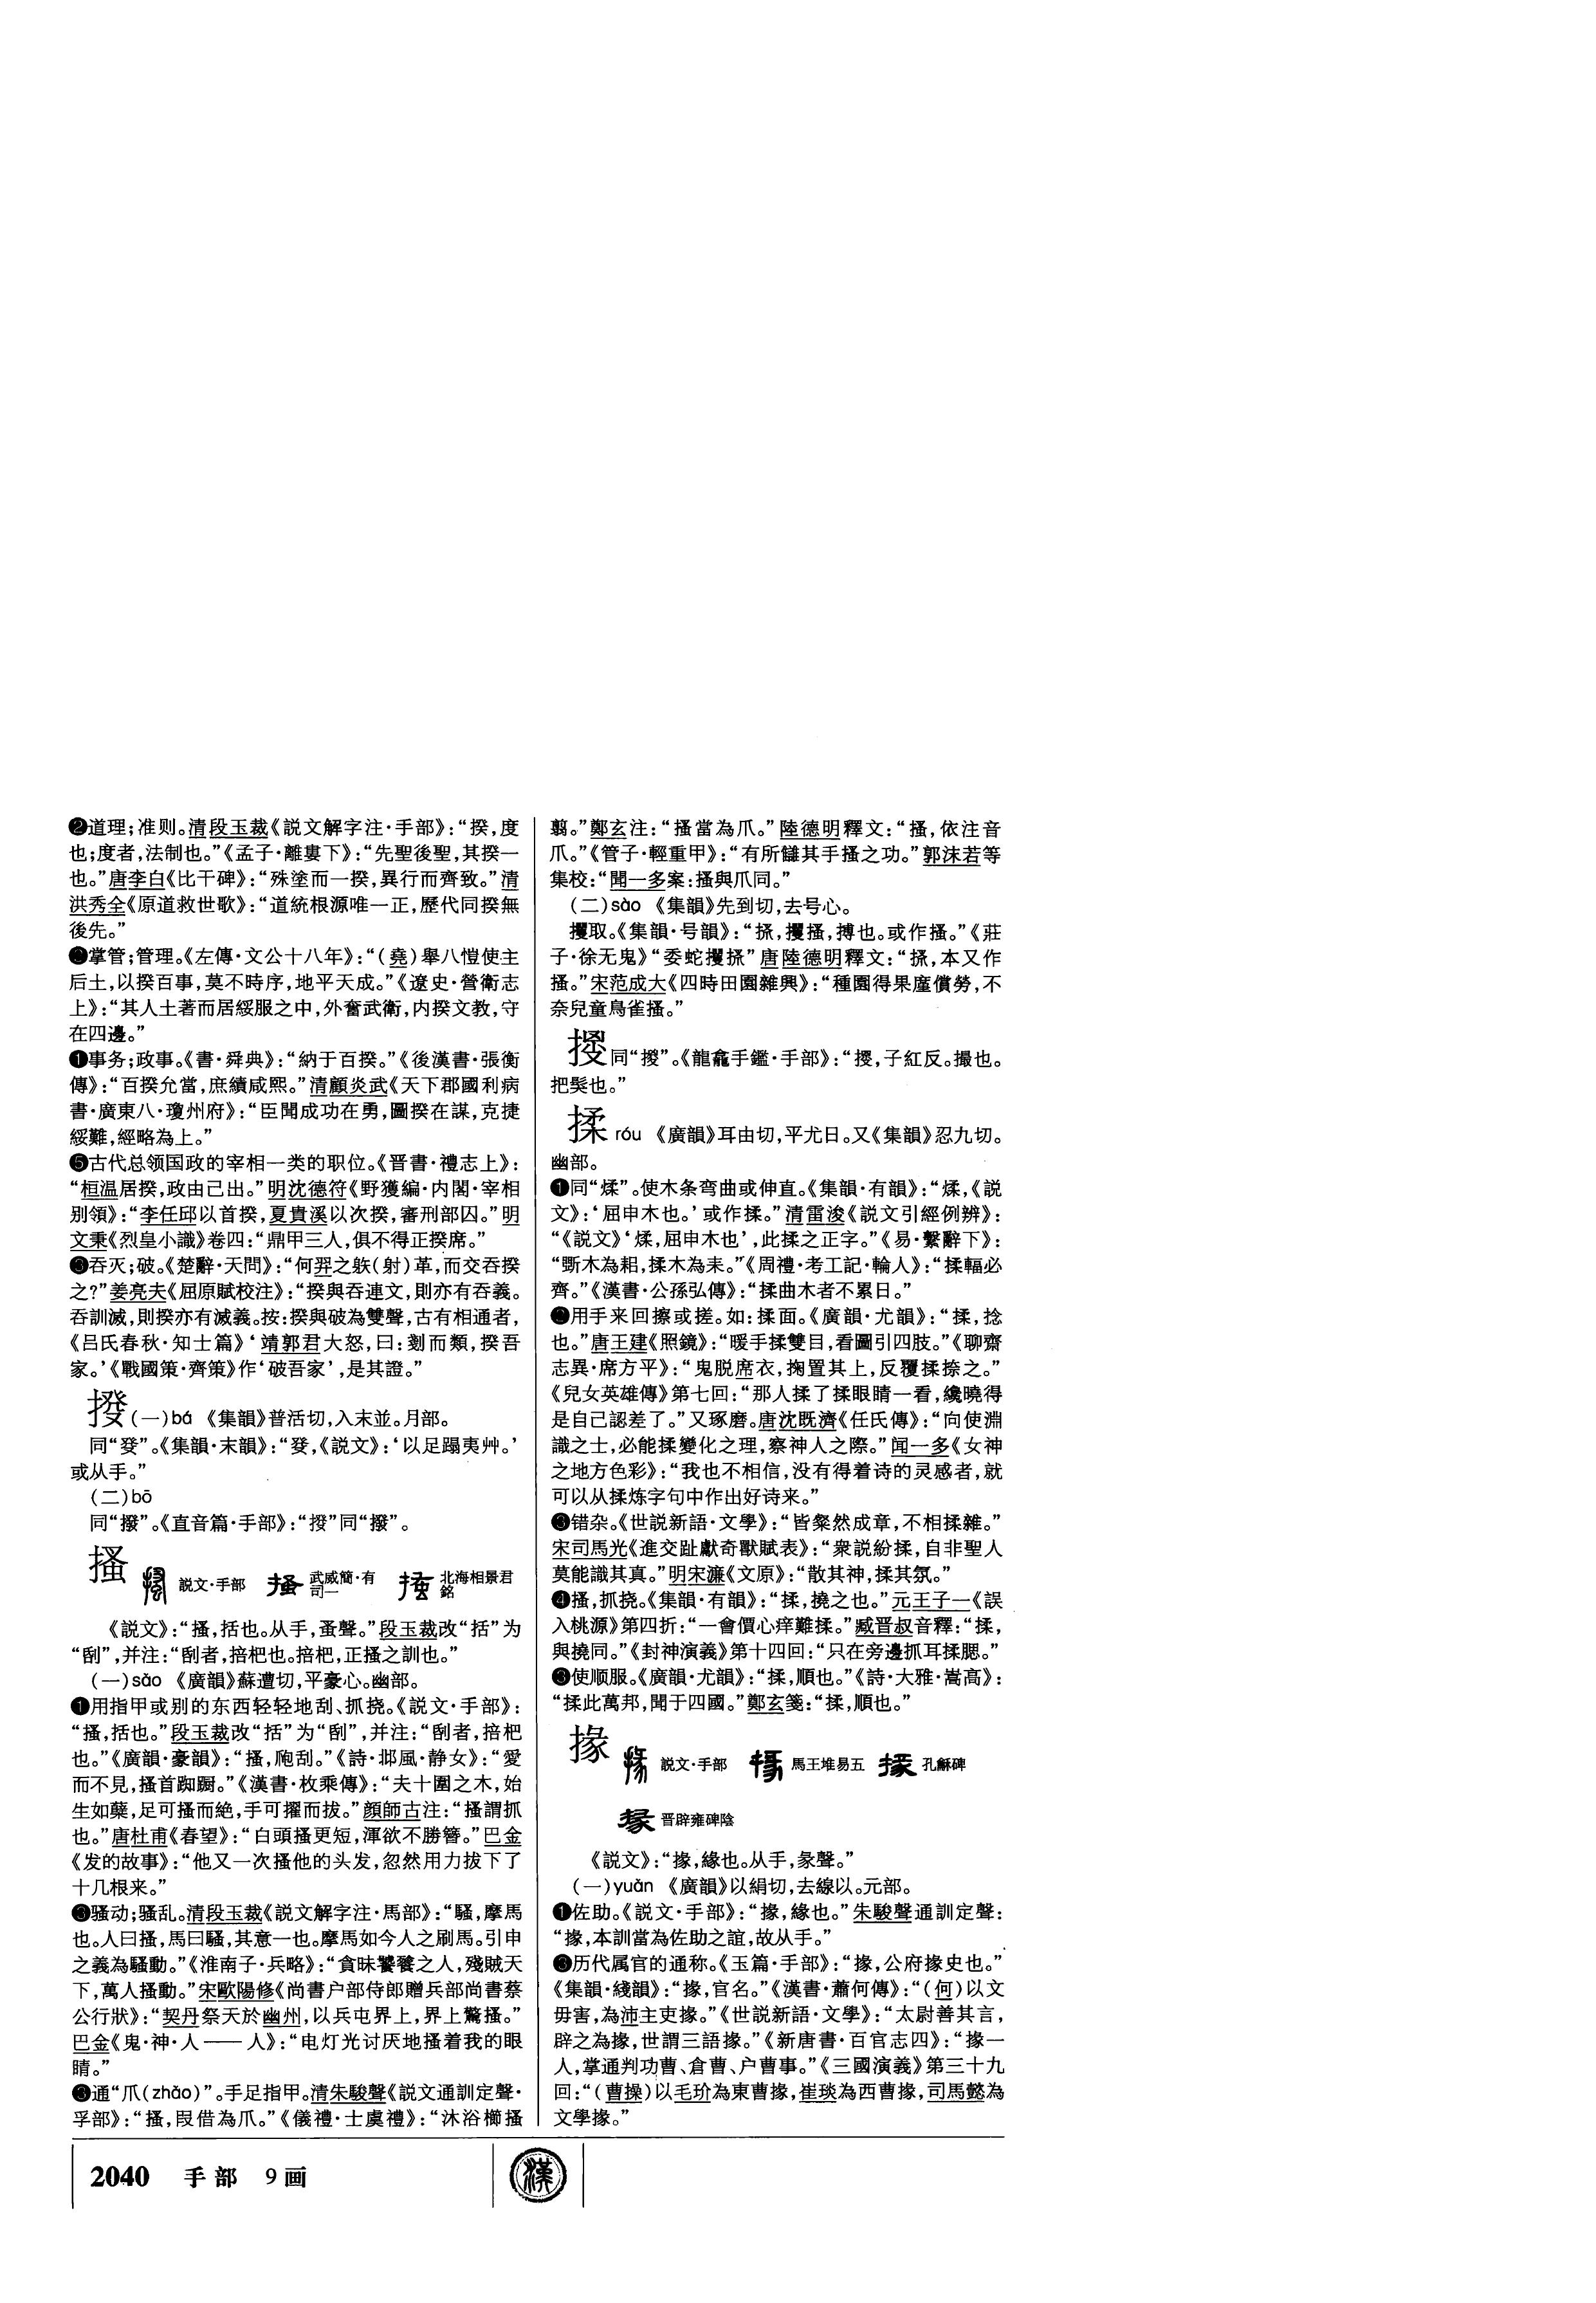 ❷道理;准则。清段玉裁《説文解字注·手部》:“揆,度
也;度者,法制也。”《孟子·離婁下》:“先聖後聖,其揆一
也。”唐李白《比干碑》:“殊塗而一揆,異行而齊致。”清
洪秀全《原道救世歌》:“道統根源唯一正,歷代同揆無
後先。”
掌管;管理。《左傳·文公十八年》:“(堯)舉八愷使主
后土,以揆百事,莫不時序,地平天成。”《遼史·營衛志
上》:“其人土著而居綏服之中,外奮武衛,内揆文教,守
在四邊。”
事务;政事。《書·舜典》:“納于百揆。”《後漢書·張衡
傳》:“百揆允當,庶績咸熙。”清顧炎武《天下郡國利病
書·廣東八·瓊州府》:“臣聞成功在勇,圖揆在謀,克捷
綏難,經略為上。”
❺古代总领国政的宰相一类的职位。《晋書·禮志上》:
“桓温居揆,政由己出。”明沈德符《野獲編·内閣·宰相
别領》:“李任邱以首揆,夏貴溪以次揆,審刑部囚。”明
文秉《烈皇小識》卷四:“鼎甲三人,俱不得正揆席。”
吞灭;破。《楚辭·天問》:“何羿之䠶(射)革,而交吞揆
之?”姜亮夫《屈原賦校注》:“揆與吞連文,則亦有吞義。
吞訓滅,則揆亦有滅義。按:揆與破為雙聲,古有相通者,
《吕氏春秋·知士篇》‘靖郭君大怒,曰:剗而類,揆吾
家。’《戰國策·齊策》作‘破吾家’,是其證。”
㧞(一)bá 《集韻》普活切,入末並。月部。
同“癹”。《集韻·末韻》:“癹,《説文》:‘以足蹋夷艸。’
或从手。”
(二)bō
同“撥”。《直音篇·手部》:“同“撥”。
搔 説文·手部 武威簡·有司一 北海相景君銘
《説文》:“搔,括也。从手,蚤聲。”段玉裁改“括”为
“刮”,并注:“刮者,掊杷也。掊杷,正搔之訓也。”
(一)sāo 《廣韻》蘇遭切,平豪心。幽部。
❶用指甲或别的东西轻轻地刮、抓挠。《説文·手部》:
“搔,括也。”段玉裁改“括”为“刮”,并注:“刮者,掊杷
也。”《廣韻·豪韻》:“搔,爬刮。”《詩·邶風·静女》:“愛
而不見,搔首踟躕。”《漢書·枚乘傳》:“夫十圍之木,始
生如蘖,足可搔而絶,手可擢而拔。”顔師古注:“搔謂抓
也。”唐杜甫《春望》:“白頭搔更短,渾欲不勝簪。”巴金
《发的故事》:“他又一次搔他的头发,忽然用力拔下了
十几根来。”
骚动;骚乱。清段玉裁《説文解字注·馬部》:“騷,摩馬
也。人曰搔,馬曰騷,其意一也。摩馬如今人之刷馬。引申
之義為騷動。”《淮南子·兵略》:“貪昧饕餮之人,殘賊天
下,萬人搔動。”宋歐陽修《尚書户部侍郎贈兵部尚書蔡
公行狀》:“契丹祭天於幽州,以兵屯界上,界上驚搔。”
巴金《鬼·神·人——人》:“电灯光讨厌地搔着我的眼
睛。”
通“爪(zhǎo)”。手足指甲。清朱駿聲《説文通訓定聲·
孚部》:“搔,叚借為爪。”《儀禮·士虞禮》:“沐浴櫛搔
翦。”鄭玄注:“搔當為爪。”陸德明釋文:“搔,依注音
爪。”《管子·輕重甲》:“有所讎其手搔之功。”郭沫若等
集校:“聞一多案:搔與爪同。”
(二)sào 《集韻》先到切,去号心。
攫取。《集韻·号韻》:“㨔,攫搔,搏也。或作搔。”《莊
子·徐无鬼》“委蛇攫㨔”唐陸德明釋文:“㨔,本又作
搔。”宋范成大《四時田園雜興》:“種園得果廑償勞,不
奈兒童鳥雀搔。”
同“㨑”。《龍龕手鑑·手部》:“子紅反。撮也。
把髪也。”
揉 róu 《廣韻》耳由切,平尤日。又《集韻》忍九切。
幽部。
❶同“煣”。使木条弯曲或伸直。《集韻·有韻》:“煣,《説
文》:‘屈申木也。’或作揉。”清雷浚《説文引經例辨》:
“《説文》‘煣,屈申木也’,此揉之正字。”《易·繫辭下》:
“斲木為耜,揉木為耒。”《周禮·考工記·輪人》:“揉輻必
齊。”《漢書·公孫弘傳》:“揉曲木者不累日。”
❷用手来回擦或搓。如:揉面。《廣韻·尤韻》:“揉,捻
也。”唐王建《照鏡》:“暖手揉雙目,看圖引四肢。”《聊齋
志異·席方平》:“鬼脱席衣,掬置其上,反覆揉捺之。”
《兒女英雄傳》第七回:“那人揉了揉眼睛一看,纔曉得
是自己認差了。”又琢磨。唐沈既濟《任氏傳》:“向使淵
識之士,必能揉變化之理,察神人之際。”闻一多《女神
之地方色彩》:“我也不相信,没有得着诗的灵感者,就
可以从揉炼字句中作出好诗来。”
❸错杂。《世説新語·文學》:“皆粲然成章,不相揉雜。”
宋司馬光《進交趾獻奇獸賦表》:“衆説紛揉,自非聖人
莫能識其真。”明宋濂《文原》:“散其神,揉其氛。”
❹搔,抓挠。《集韻·有韻》:“揉,撓之也。”元王子一《誤
入桃源》第四折:“一會價心痒難揉。”臧晋叔音釋:“揉,
與撓同。”《封神演義》第十四回:“只在旁邊抓耳揉腮。”
使顺服。《廣韻·尤韻》:“揉,順也。”《詩·大雅·嵩高》:
“揉此萬邦,聞于四國。”鄭玄箋:“揉,順也。”
掾 説文·手部 馬王堆易五 孔龢碑
晋辟雍碑陰
《説文》:“掾,緣也。从手,彖聲。”
(一)yuàn 《廣韻》以絹切,去線以。元部。
❶佐助。《説文·手部》:“掾,緣也。”朱駿聲通訓定聲:
“掾,本訓當為佐助之誼,故从手。”
历代属官的通称。《玉篇·手部》:“掾,公府掾史也。”
《集韻·綫韻》:“掾,官名。”《漢書·蕭何傳》:“(何)以文
毋害,為沛主吏掾。”《世説新語·文學》:“太尉善其言,
辟之為掾,世謂三語掾。”《新唐書·百官志四》:“掾一
人,掌通判功曹、倉曹、户曹事。”《三國演義》第三十九
回:“(曹操)以毛玠為東曹掾,崔琰為西曹掾,司馬懿為
文學掾。”
2040 手部 9画
漢